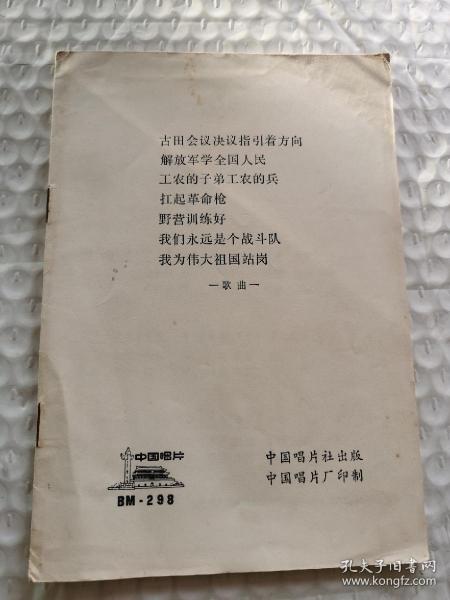 古田会议决议指引着方向
解放军学全国人民
工农的子弟工农的兵
扛起革命枪
野营训练好
我们永远是个战斗队
我为伟大祖国站岗
—歌曲—
中国唱片
BM-298
中国唱片社出版
中国唱片厂印制
孔夫子旧书网
www.kongfz.com